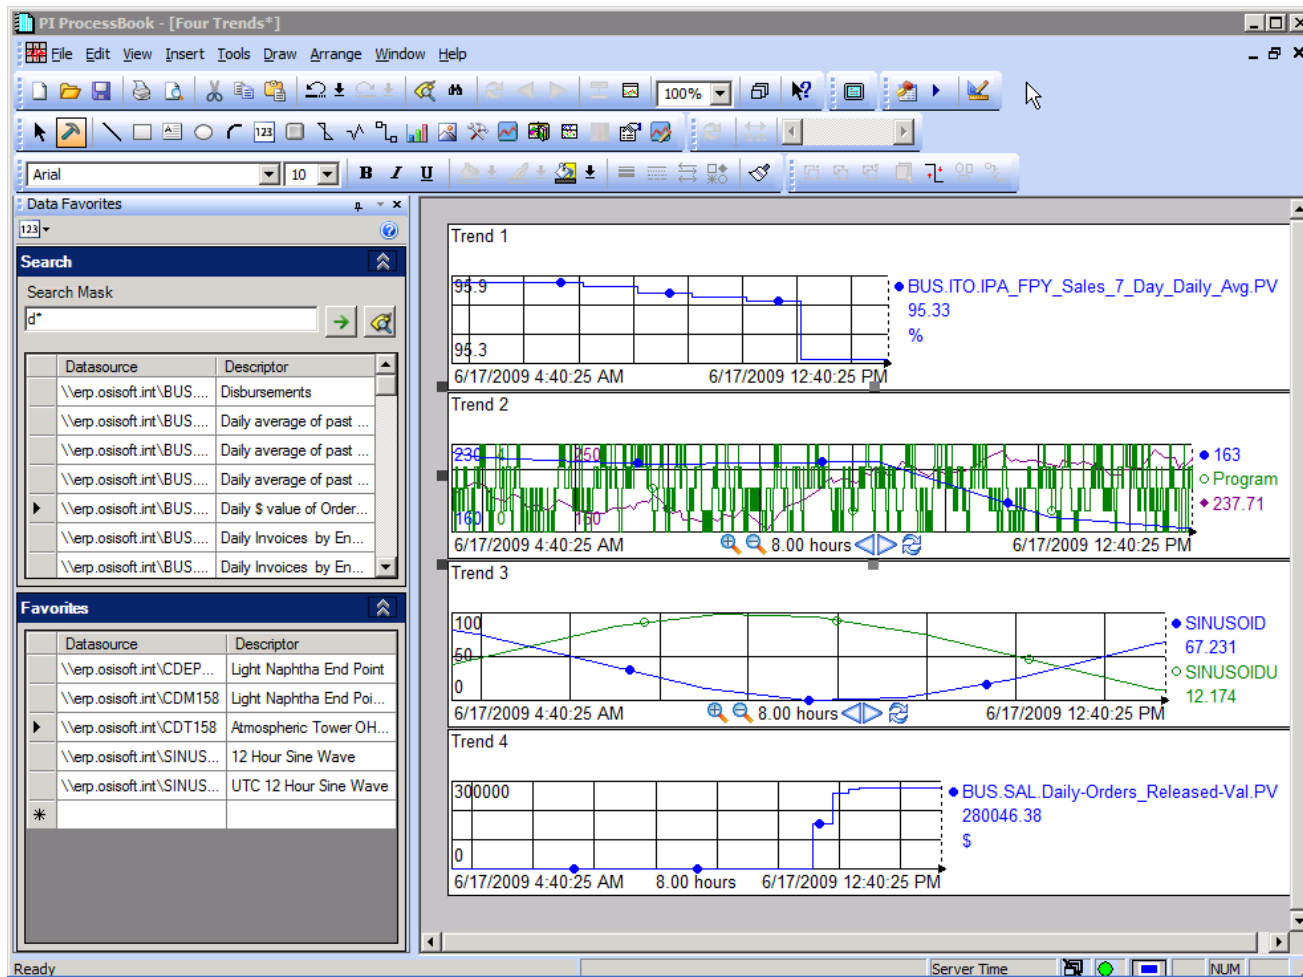 PI ProcessBook - [Four Trends*]
File Edit View Insert Tools Draw Arrange Window Help
100%
123
Arial 10 B I U
Data Favorites
123
Search
Search Mask
d*
Datasource Descriptor
\\erp.osisoft.int\BUS.... Disbursements
\\erp.osisoft.int\BUS.... Daily average of past ...
\\erp.osisoft.int\BUS.... Daily average of past ...
\\erp.osisoft.int\BUS.... Daily average of past ...
\\erp.osisoft.int\BUS.... Daily $ value of Order...
\\erp.osisoft.int\BUS.... Daily Invoices by En...
\\erp.osisoft.int\BUS.... Daily Invoices by En...
Favorites
Datasource Descriptor
\\erp.osisoft.int\CDEP... Light Naphtha End Point
\\erp.osisoft.int\CDM158 Light Naphtha End Poi...
\\erp.osisoft.int\CDT158 Atmospheric Tower OH...
\\erp.osisoft.int\SINUS... 12 Hour Sine Wave
\\erp.osisoft.int\SINUS... UTC 12 Hour Sine Wave
Trend 1
95.9
95.3
BUS.ITO.IPA_FPY_Sales_7_Day_Daily_Avg.PV
95.33
%
6/17/2009 4:40:25 AM 6/17/2009 12:40:25 PM
Trend 2
230 4 250
160 0 160
163
Program
237.71
6/17/2009 4:40:25 AM 8.00 hours 6/17/2009 12:40:25 PM
Trend 3
100
50
0
SINUSOID
67.231
SINUSOIDU
12.174
6/17/2009 4:40:25 AM 8.00 hours 6/17/2009 12:40:25 PM
Trend 4
300000
0
BUS.SAL.Daily-Orders_Released-Val.PV
280046.38
$
6/17/2009 4:40:25 AM 8.00 hours 6/17/2009 12:40:25 PM
Ready Server Time NUM